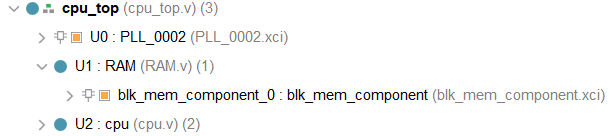 cpu_top (cpu_top.v) (3)
U0 : PLL_0002 (PLL_0002.xci)
U1 : RAM (RAM.v) (1)
blk_mem_component_0 : blk_mem_component (blk_mem_component.xci)
U2 : cpu (cpu.v) (2)